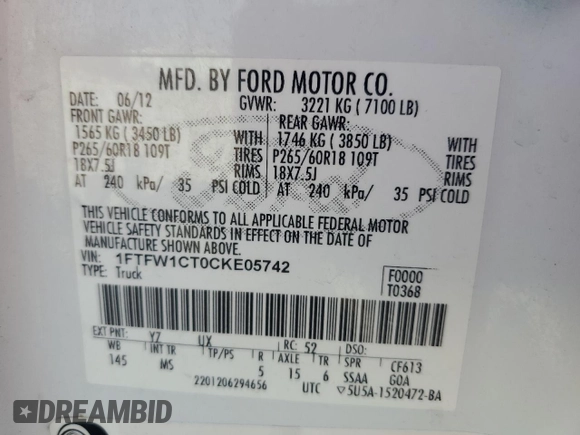 MFD. BY FORD MOTOR CO.
DATE: 06/12 GVWR: 3221 KG ( 7100 LB)
FRONT GAWR: REAR GAWR:
1565 KG ( 3450 LB) WITH 1746 KG ( 3850 LB) WITH
P265/60R18 109T TIRES P265/60R18 109T TIRES
18X7.5J RIMS 18X7.5J RIMS
AT 240 kPa/ 35 PSI COLD AT 240 kPa/ 35 PSI COLD
THIS VEHICLE CONFORMS TO ALL APPLICABLE FEDERAL MOTOR
VEHICLE SAFETY STANDARDS IN EFFECT ON THE DATE OF
MANUFACTURE SHOWN ABOVE.
VIN: 1FTFW1CT0CKE05742 F0000
TYPE: Truck T0368
EXT PNT: YZ UX RC: 52 DSO:
WB INT TR TP/PS R AXLE TR SPR CF613
145 MS 5 15 6 SSAA GOA
2201206294656 UTC ▽5U5A-1520472-BA
DREAMBID